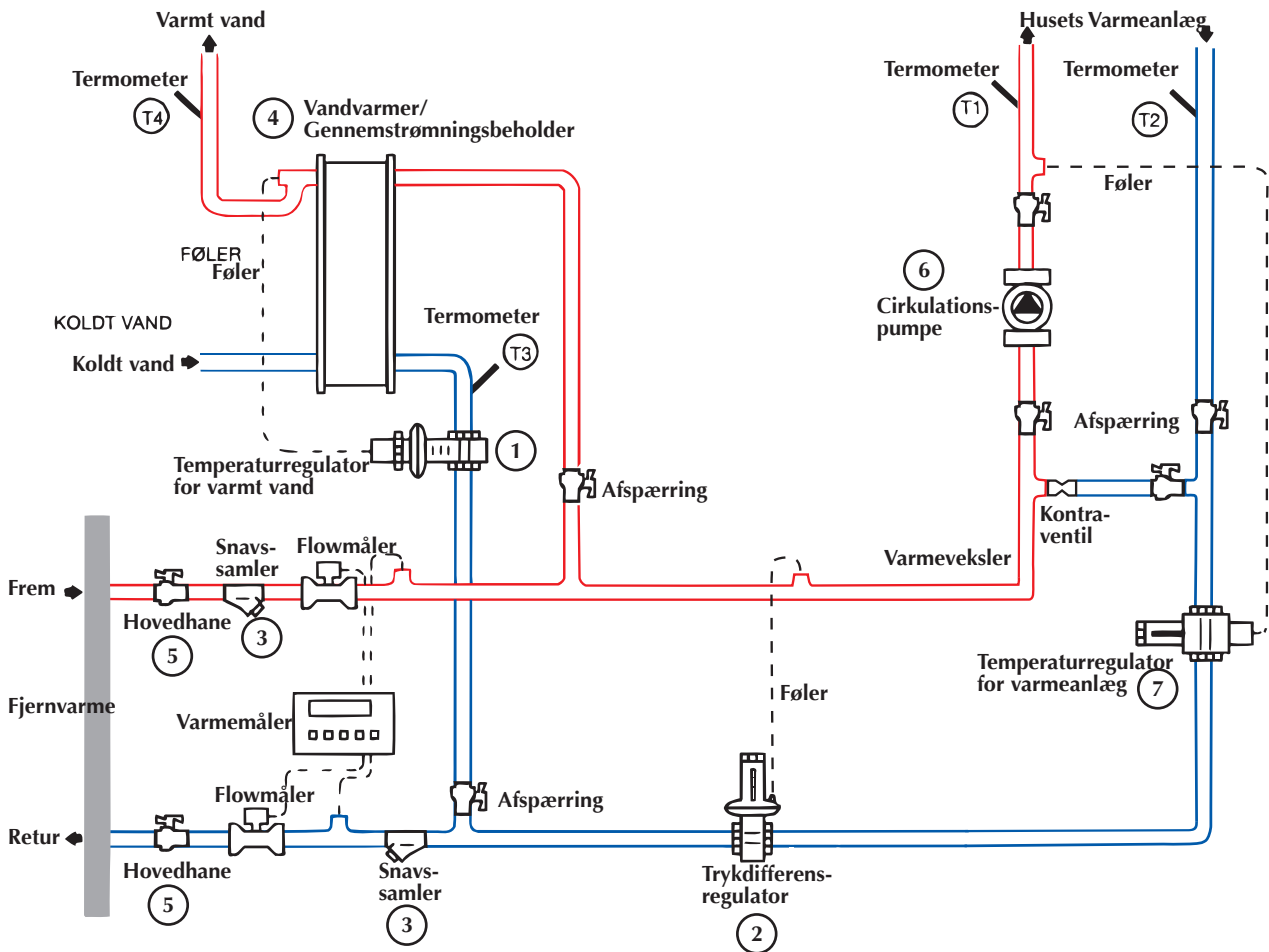 Varmt vand
Husets Varmeanlæg
Termometer
T4
4
Vandvarmer/
Gennemstrømningsbeholder
Termometer
T1
Termometer
T2
Føler
FØLER
Føler
6
Cirkulations-
pumpe
KOLDT VAND
Koldt vand
Termometer
T3
Afspærring
Temperaturregulator
for varmt vand
1
Afspærring
Kontra-
ventil
Snavs-
samler
Flowmåler
Varmeveksler
Frem
Hovedhane
5
3
Temperaturregulator
for varmeanlæg
7
Fjernvarme
Varmemåler
Føler
Flowmåler
Afspærring
Retur
Hovedhane
5
Snavs-
samler
3
Trykdifferens-
regulator
2